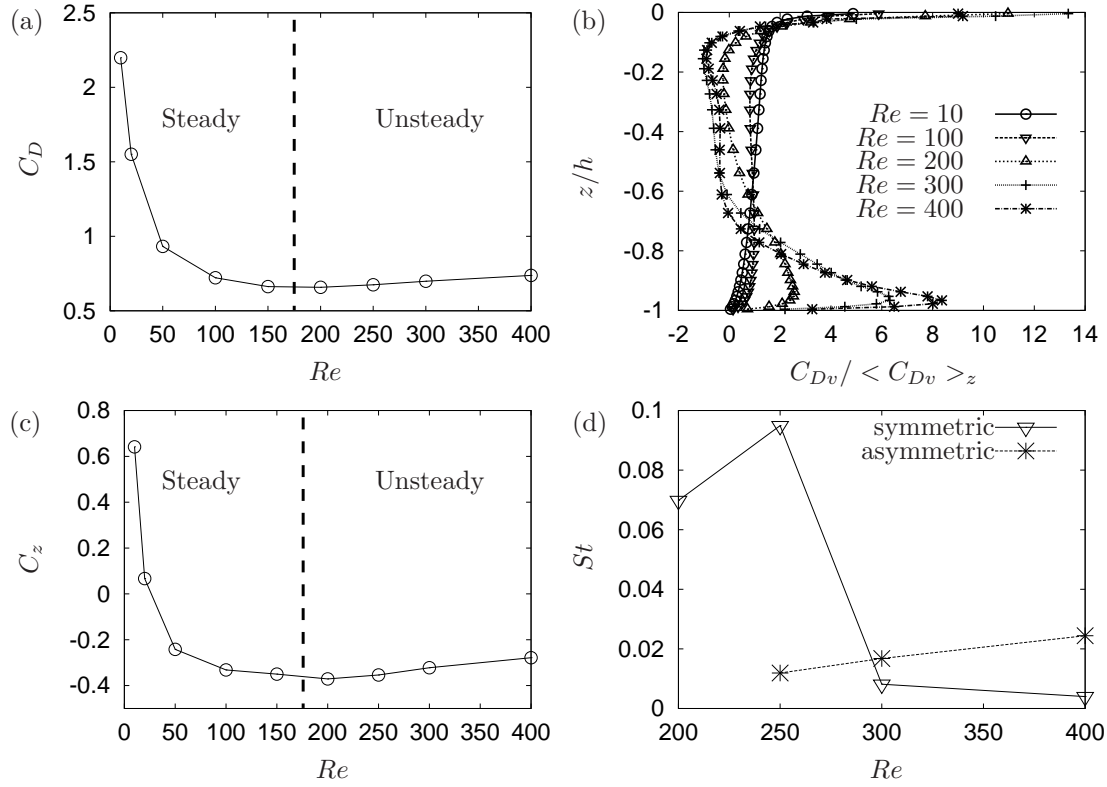 (a)
2.5
2
1.5
1
0.5
C_D
Steady
Unsteady
0 50 100 150 200 250 300 350 400
Re
(b)
0
-0.2
-0.4
-0.6
-0.8
-1
z/h
Re = 10
Re = 100
Re = 200
Re = 300
Re = 400
-2 0 2 4 6 8 10 12 14
C_{Dv}/ < C_{Dv} >_z
(c)
0.8
0.6
0.4
0.2
0
-0.2
-0.4
C_z
Steady
Unsteady
0 50 100 150 200 250 300 350 400
Re
(d)
0.1
0.08
0.06
0.04
0.02
0
St
symmetric
asymmetric
200 250 300 350 400
Re